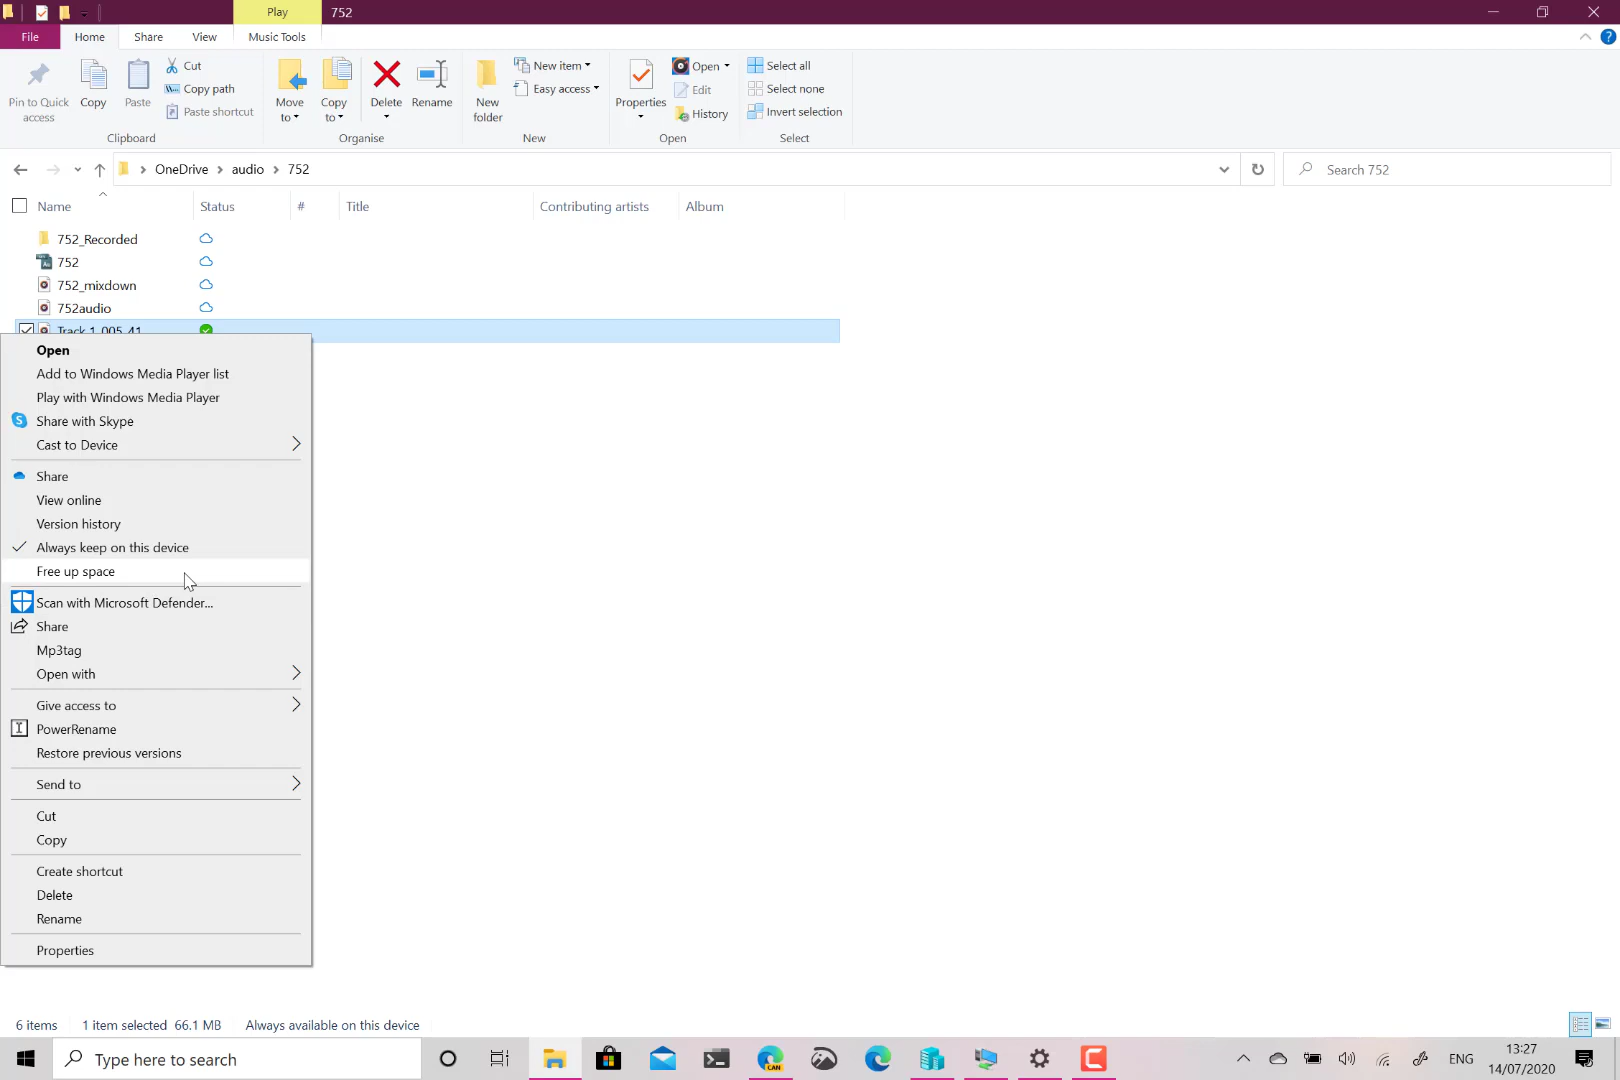 Play
752
File
Home
Share
View
Music Tools
Pin to Quick access
Copy
Paste
Cut
Copy path
Paste shortcut
Clipboard
Move to
Copy to
Delete
Rename
Organise
New folder
New item
Easy access
New
Properties
Open
Edit
History
Open
Select all
Select none
Invert selection
Select
OneDrive > audio > 752
Search 752
Name
Status
#
Title
Contributing artists
Album
752_Recorded
752
752_mixdown
752audio
Track 1_005_41
Open
Add to Windows Media Player list
Play with Windows Media Player
Share with Skype
Cast to Device
Share
View online
Version history
Always keep on this device
Free up space
Scan with Microsoft Defender...
Share
Mp3tag
Open with
Give access to
PowerRename
Restore previous versions
Send to
Cut
Copy
Create shortcut
Delete
Rename
Properties
6 items
1 item selected 66.1 MB
Always available on this device
Type here to search
CAN
ENG
13:27
14/07/2020